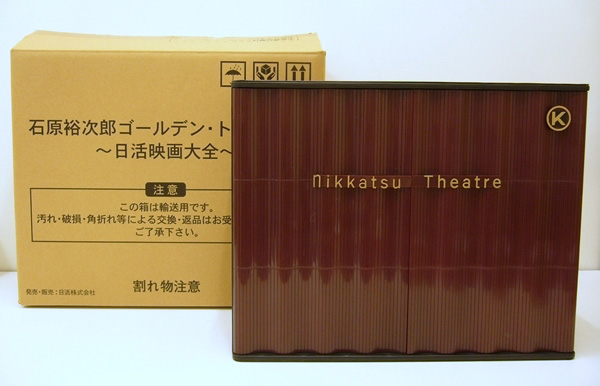 石原裕次郎ゴールデン・ト
～日活映画大全～
注意
この箱は輸送用です。
汚れ・破損・角折れ等による交換・返品はお受
ご了承下さい。
発売・販売：日活株式会社
割れ物注意
K
nikkatsu Theatre